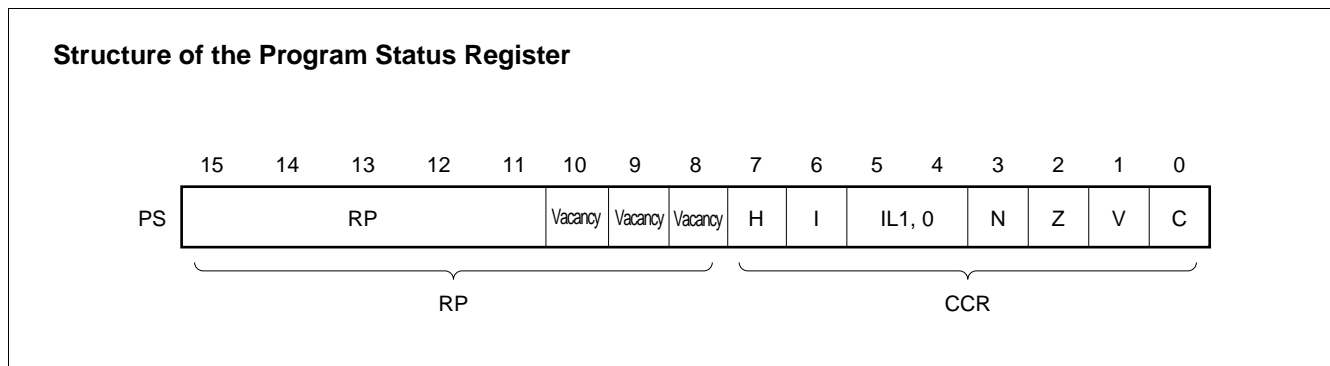 Structure of the Program Status Register
15 14 13 12 11 10 9 8 7 6 5 4 3 2 1 0
PS RP Vacancy Vacancy Vacancy H I IL1, 0 N Z V C
RP CCR